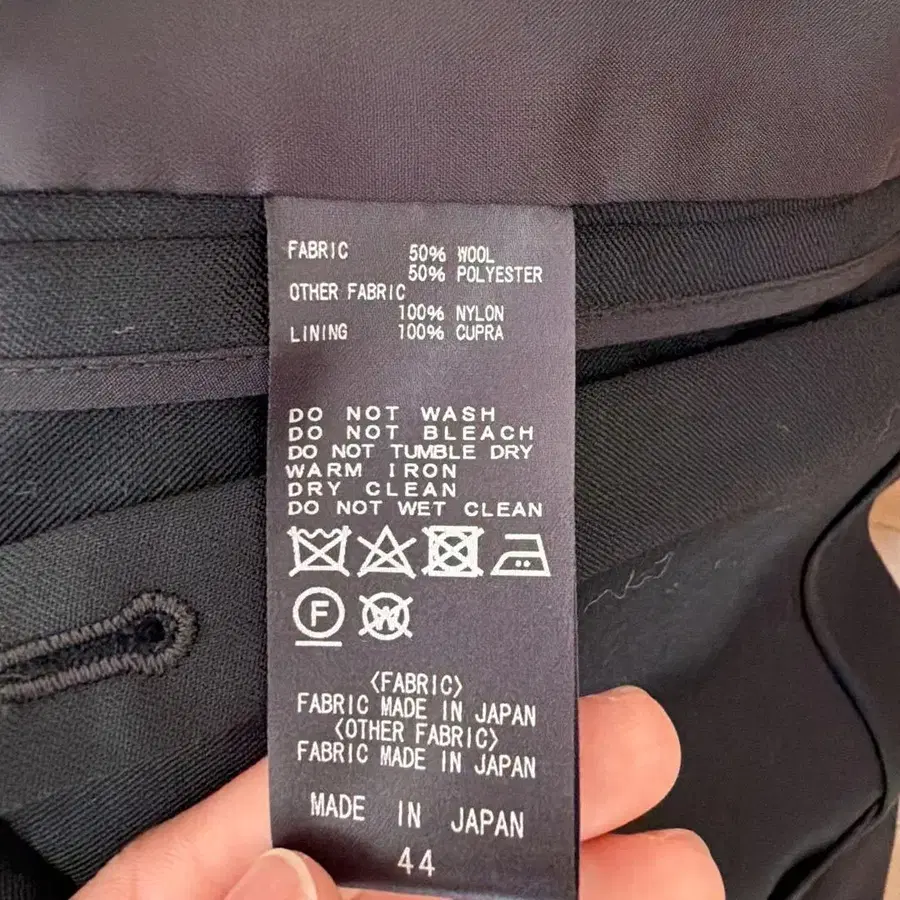 FABRIC 50% WOOL
50% POLYESTER
OTHER FABRIC
100% NYLON
LINING 100% CUPRA
DO NOT WASH
DO NOT BLEACH
DO NOT TUMBLE DRY
WARM IRON
DRY CLEAN
DO NOT WET CLEAN
F W
〈FABRIC〉
FABRIC MADE IN JAPAN
〈OTHER FABRIC〉
FABRIC MADE IN JAPAN
MADE IN JAPAN
44